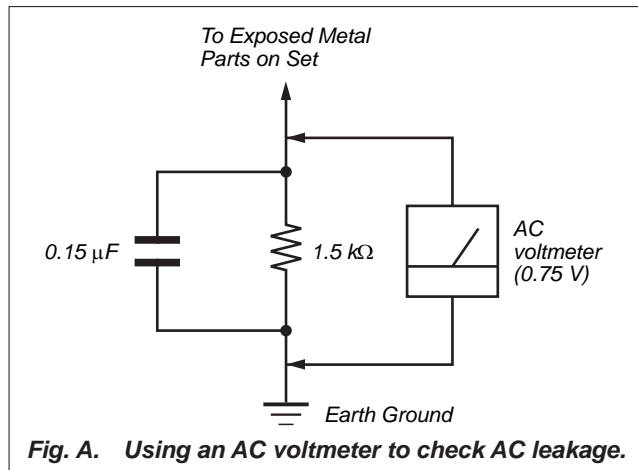 To Exposed Metal
Parts on Set
0.15 μF
1.5 kΩ
AC
voltmeter
(0.75 V)
Earth Ground
Fig. A. Using an AC voltmeter to check AC leakage.